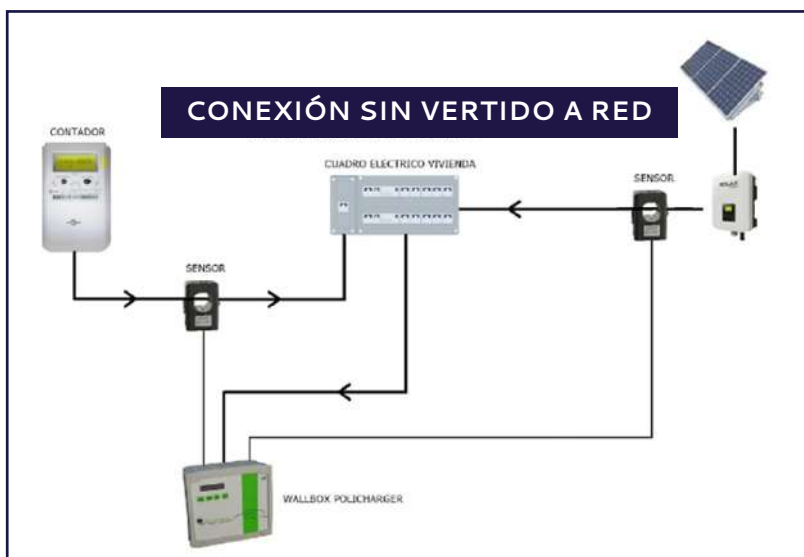 CONEXIÓN SIN VERTIDO A RED
CONTADOR
CUADRO ELECTRICO VIVIENDA
SENSOR
SENSOR
WALLBOX POLICHARGER